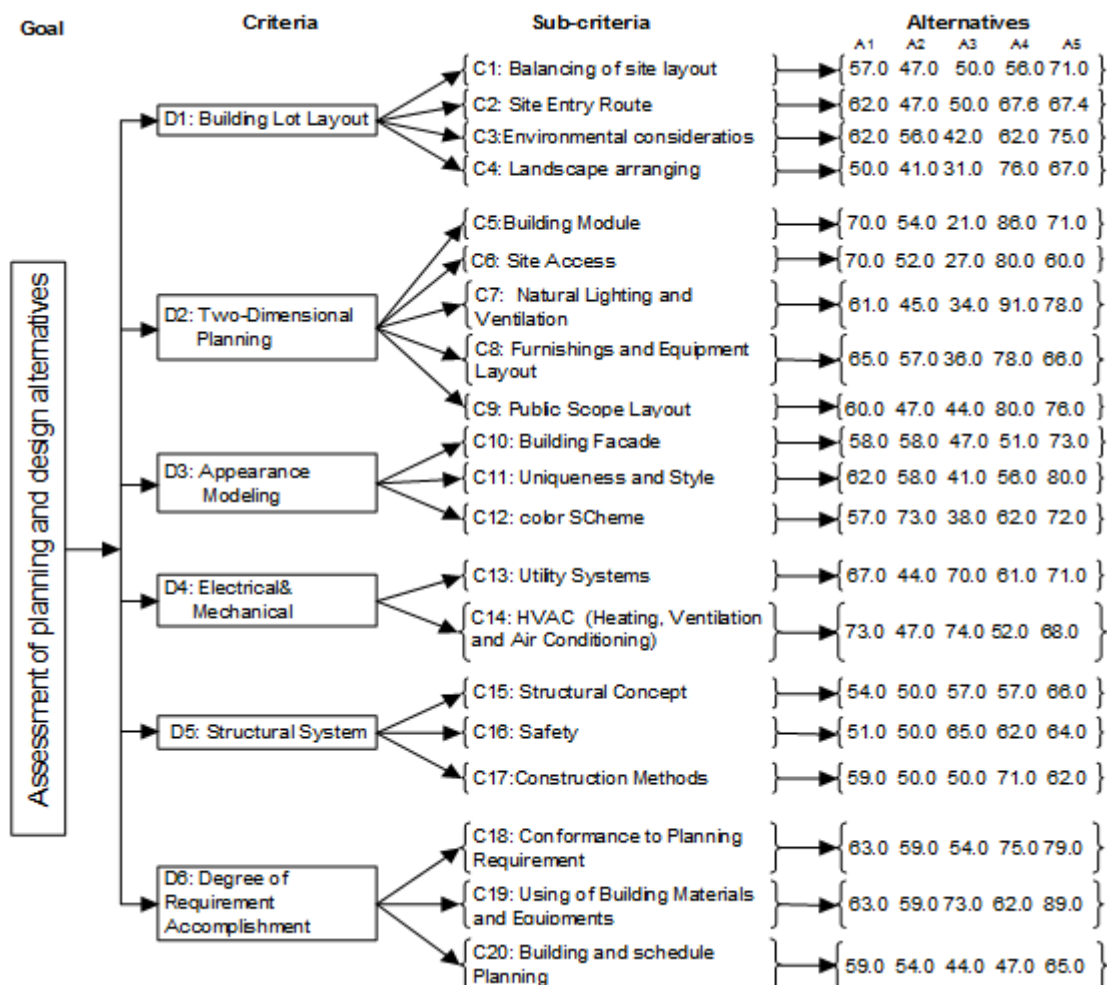 Goal
Criteria
Sub-criteria
Alternatives
A1 A2 A3 A4 A5
Assessment of planning and design alternatives
D1: Building Lot Layout
C1: Balancing of site layout
57.0 47.0 50.0 56.0 71.0
C2: Site Entry Route
62.0 47.0 50.0 67.6 67.4
C3:Environmental consideratios
62.0 56.0 42.0 62.0 75.0
C4: Landscape arranging
50.0 41.0 31.0 76.0 67.0
D2: Two-Dimensional
Planning
C5:Building Module
70.0 54.0 21.0 86.0 71.0
C6: Site Access
70.0 52.0 27.0 80.0 60.0
C7: Natural Lighting and
Ventilation
61.0 45.0 34.0 91.0 78.0
C8: Furnishings and Equipment
Layout
65.0 57.0 36.0 78.0 66.0
C9: Public Scope Layout
60.0 47.0 44.0 80.0 76.0
D3: Appearance
Modeling
C10: Building Facade
58.0 58.0 47.0 51.0 73.0
C11: Uniqueness and Style
62.0 58.0 41.0 56.0 80.0
C12: color SCheme
57.0 73.0 38.0 62.0 72.0
D4: Electrical&
Mechanical
C13: Utility Systems
67.0 44.0 70.0 61.0 71.0
C14: HVAC (Heating, Ventilation
and Air Conditioning)
73.0 47.0 74.0 52.0 68.0
D5: Structural System
C15: Structural Concept
54.0 50.0 57.0 57.0 66.0
C16: Safety
51.0 50.0 65.0 62.0 64.0
C17:Construction Methods
59.0 50.0 50.0 71.0 62.0
D6: Degree of
Requirement
Accomplishment
C18: Conformance to Planning
Requirement
63.0 59.0 54.0 75.0 79.0
C19: Using of Building Materials
and Equioments
63.0 59.0 73.0 62.0 89.0
C20: Building and schedule
Planning
59.0 54.0 44.0 47.0 65.0